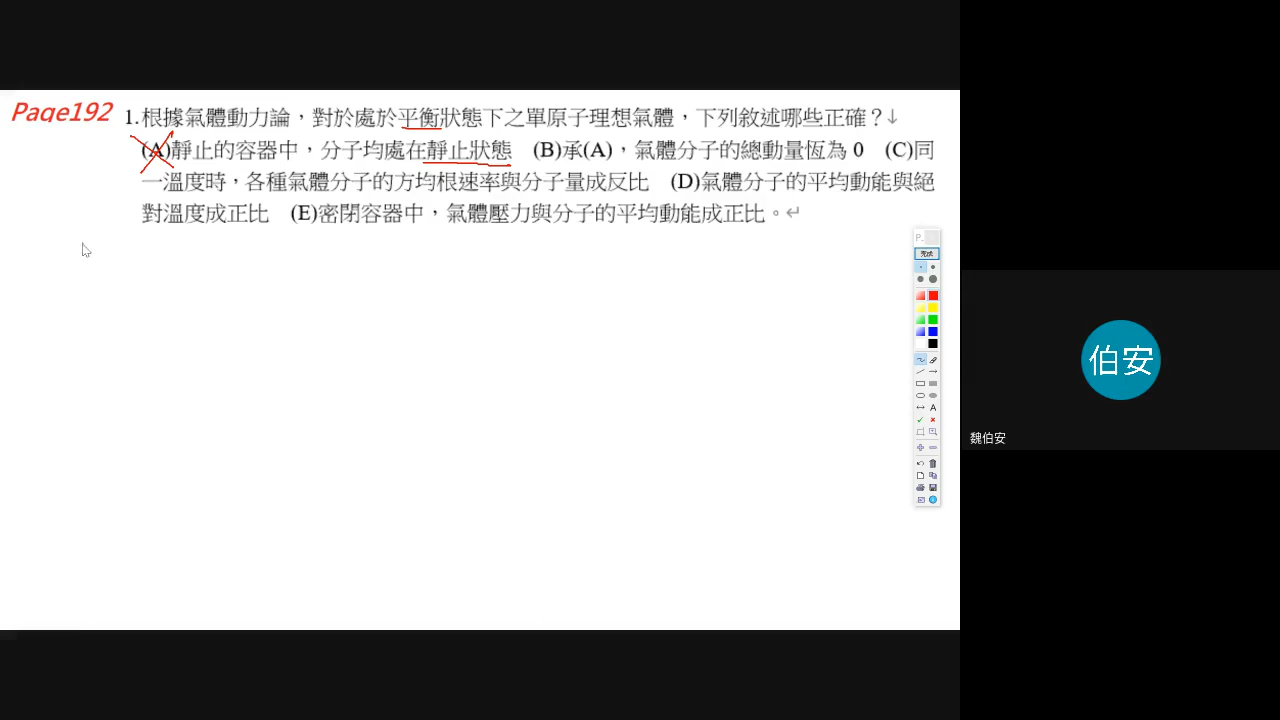 Page192
1.根據氣體動力論，對於處於平衡狀態下之單原子理想氣體，下列敘述哪些正確？↓
(A)靜止的容器中，分子均處在靜止狀態 (B)承(A)，氣體分子的總動量恆為 0 (C)同
一溫度時，各種氣體分子的方均根速率與分子量成反比 (D)氣體分子的平均動能與絕
對溫度成正比 (E)密閉容器中，氣體壓力與分子的平均動能成正比。↵
P..
完成
A
伯安
魏伯安